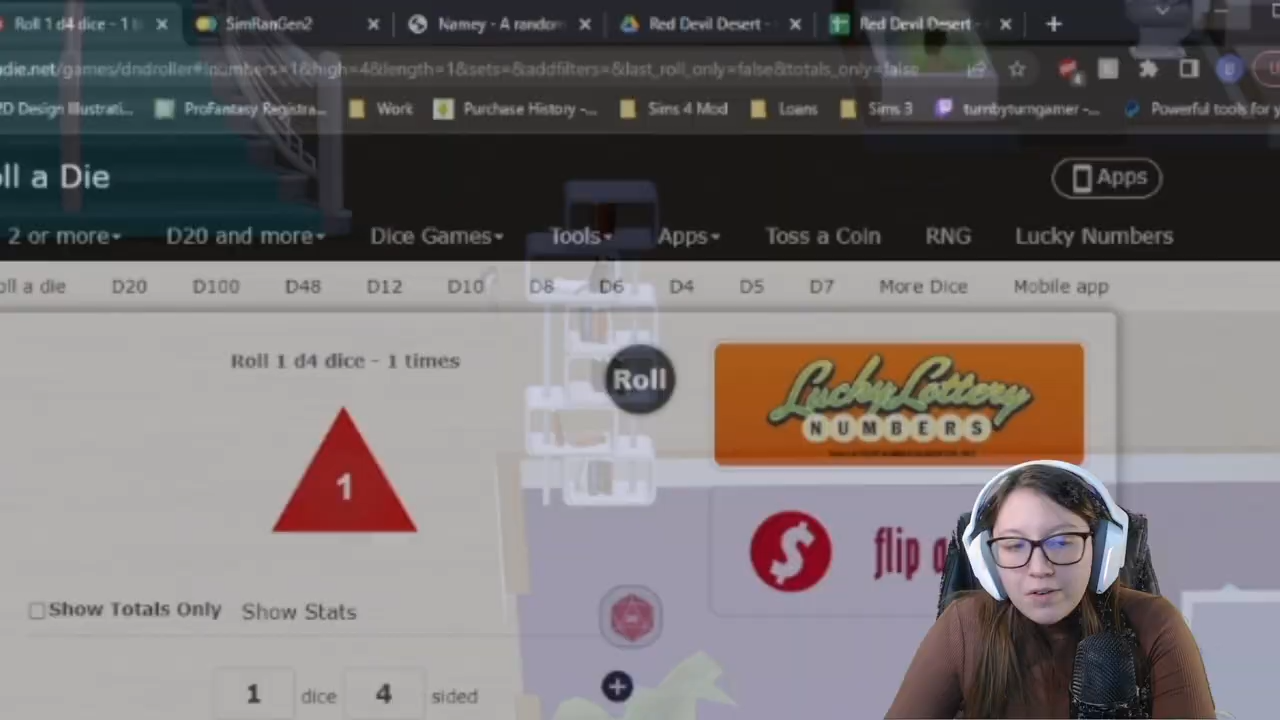 Roll 1 d4 dice - 1 t
SimRanGen2
Namey - A random
Red Devil Desert -
Red Devil Desert -
die.net/games/dndroller#numbers=1&high=4&length=1&sets=&addfilters=&last_roll_only=false&totals_only=false
2D Design Illustrati...
ProFantasy Registra...
Work
Purchase History -...
Sims 4 Mod
Loans
Sims 3
turnbyturngamer -...
Powerful tools for y
oll a Die
Apps
2 or more
D20 and more
Dice Games
Tools
Apps
Toss a Coin
RNG
Lucky Numbers
oll a die
D20
D100
D48
D12
D10
D8
D6
D4
D5
D7
More Dice
Mobile app
Roll 1 d4 dice - 1 times
Roll
Lucky Lottery
NUMBERS
1
flip
Show Totals Only
Show Stats
1 dice 4 sided